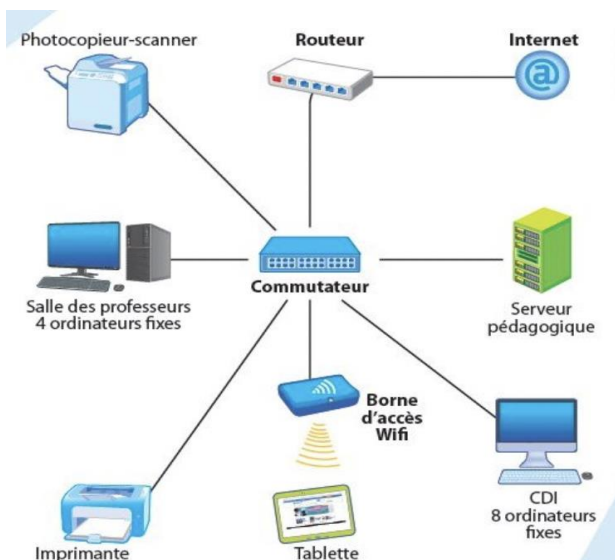 Photocopieur-scanner
Routeur
Internet
@
Salle des professeurs
4 ordinateurs fixes
Commutateur
Serveur
pédagogique
Borne
d'accès
Wifi
CDI
8 ordinateurs
fixes
Imprimante
Tablette